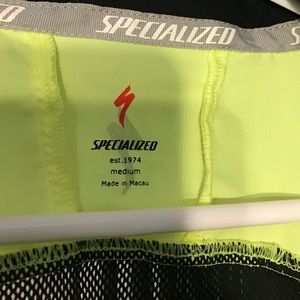 SPECIALIZED
SPECIALIZED
est.1974
medium
Made in Macau